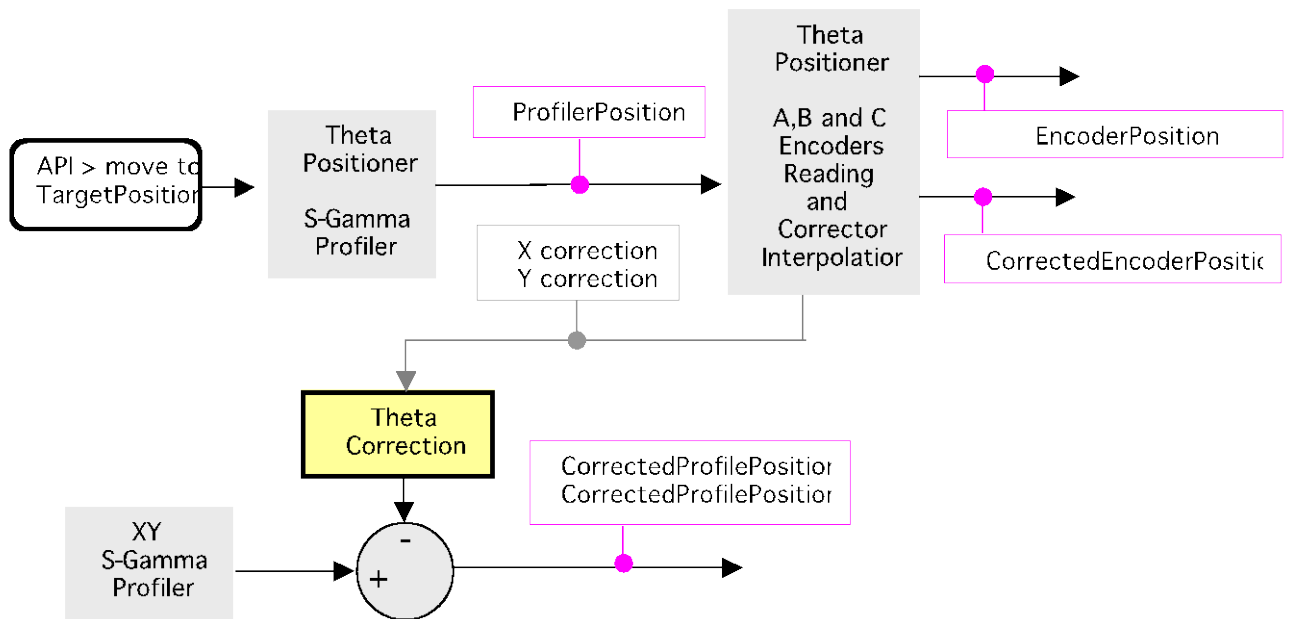 API > move to
TargetPosition
Theta
Positioner
S-Gamma
Profiler
ProfilerPosition
Theta
Positioner
A,B and C
Encoders
Reading
and
Corrector
Interpolation
EncoderPosition
CorrectedEncoderPositic
X correction
Y correction
Theta
Correction
CorrectedProfilePosition
CorrectedProfilePosition
XY
S-Gamma
Profiler
-
+